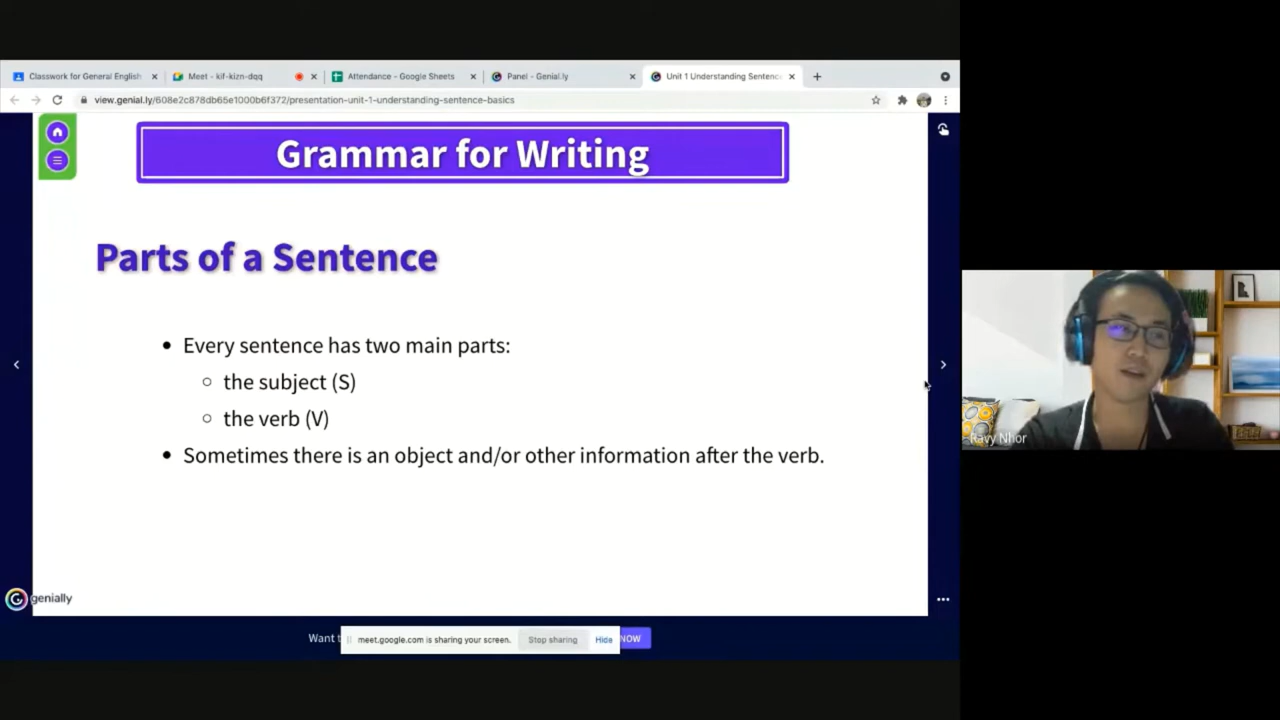 Classwork for General English
Meet - kif-kizn-dqq
Attendance - Google Sheets
Panel - Genial.ly
Unit 1 Understanding Sentenc
view.genial.ly/608e2c878db65e1000b6f372/presentation-unit-1-understanding-sentence-basics
Grammar for Writing
Parts of a Sentence
• Every sentence has two main parts:
○ the subject (S)
○ the verb (V)
• Sometimes there is an object and/or other information after the verb.
Ravy Nhor
genially
Want
meet.google.com is sharing your screen. Stop sharing Hide
NOW